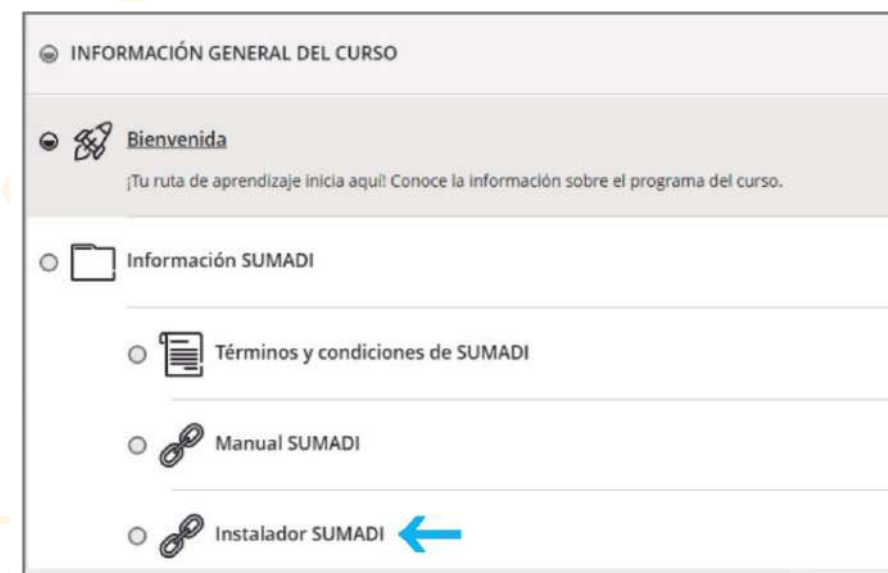 INFORMACIÓN GENERAL DEL CURSO
Bienvenida
¡Tu ruta de aprendizaje inicia aquí! Conoce la información sobre el programa del curso.
Información SUMADI
Términos y condiciones de SUMADI
Manual SUMADI
Instalador SUMADI